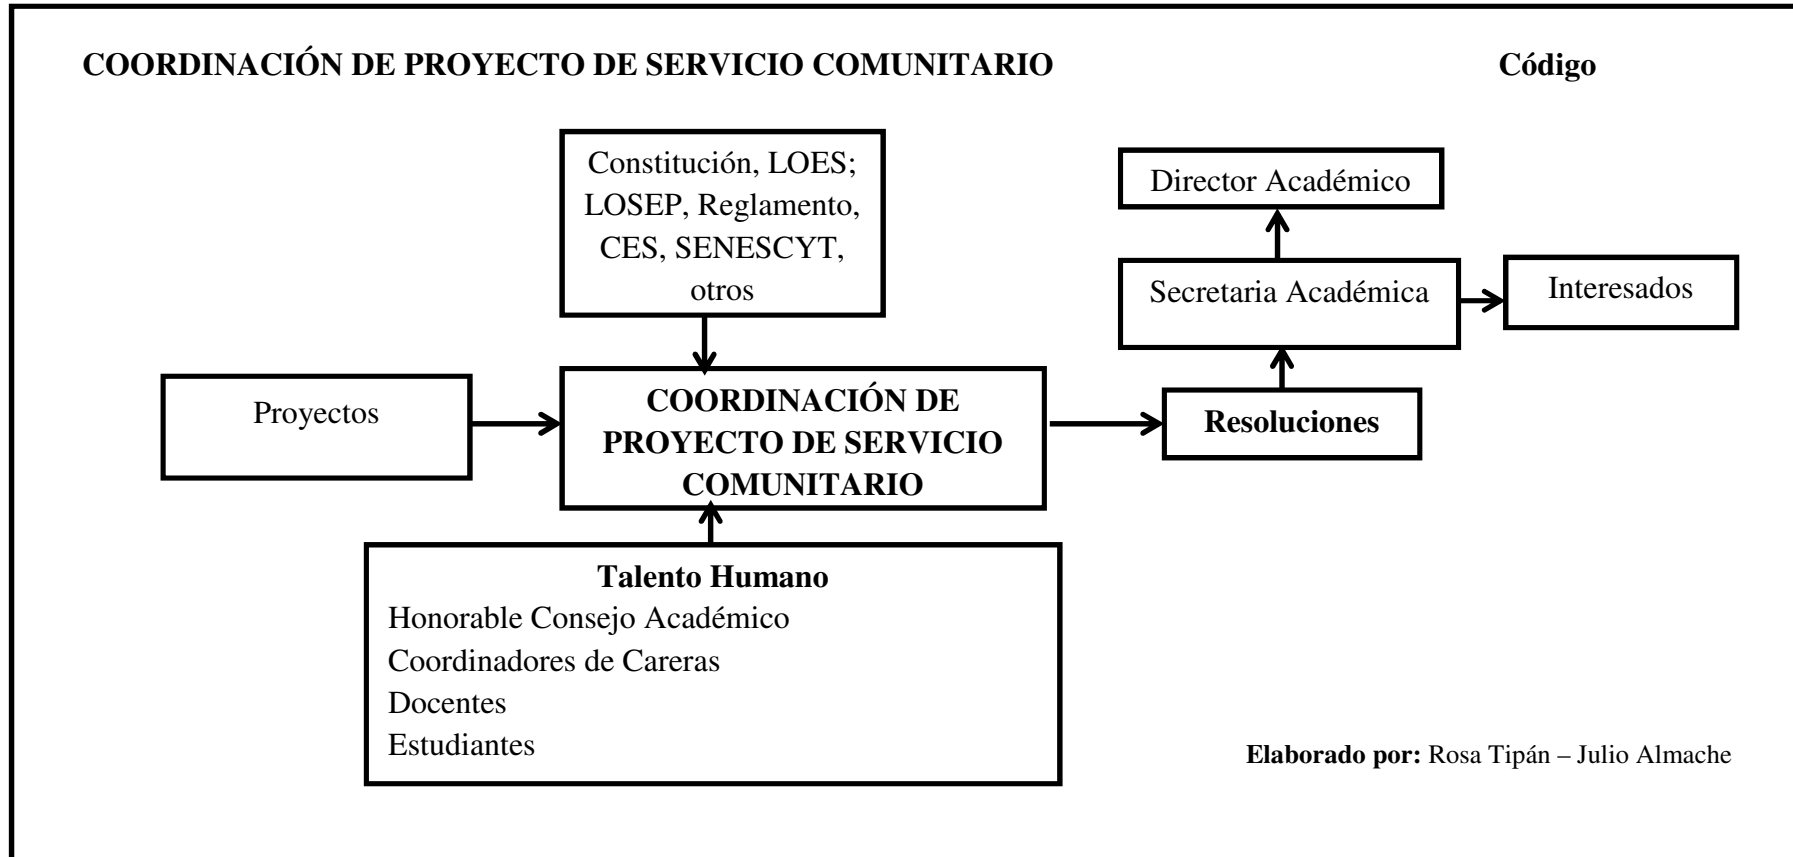 COORDINACIÓN DE PROYECTO DE SERVICIO COMUNITARIO
Código
Constitución, LOES;
LOSEP, Reglamento,
CES, SENESCYT,
otros
Director Académico
Secretaria Académica
Interesados
Proyectos
COORDINACIÓN DE
PROYECTO DE SERVICIO
COMUNITARIO
Resoluciones
Talento Humano
Honorable Consejo Académico
Coordinadores de Careras
Docentes
Estudiantes
Elaborado por: Rosa Tipán – Julio Almache